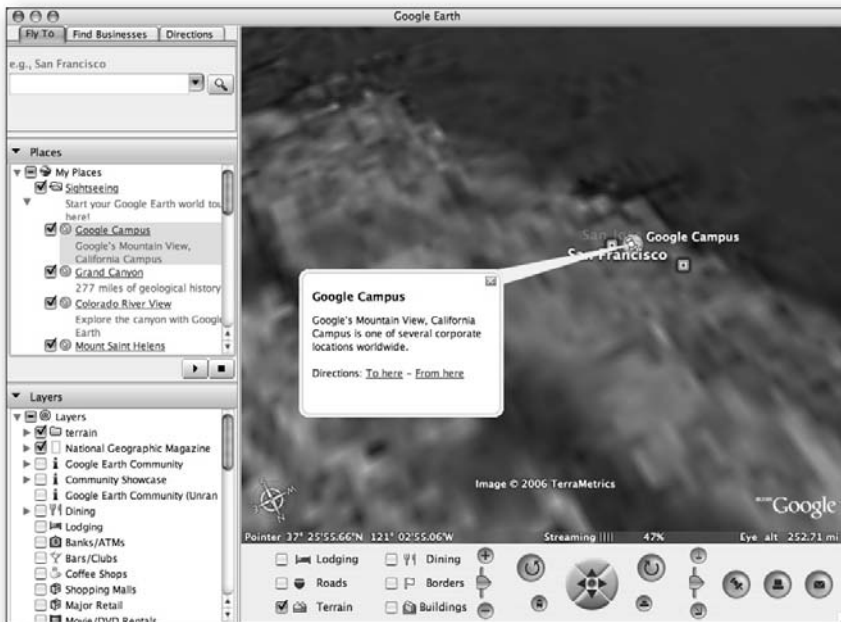 Google Earth
Fly To
Find Businesses
Directions
e.g., San Francisco
Places
My Places
Sightseeing
Start your Google Earth world tou
here!
Google Campus
Google's Mountain View,
California Campus
Grand Canyon
277 miles of geological history
Colorado River View
Explore the canyon with Googl
Earth
Mount Saint Helens
Layers
Layers
terrain
National Geographic Magazine
Google Earth Community
Community Showcase
Google Earth Community (Unran
Dining
Lodging
Banks/ATMs
Bars/Clubs
Coffee Shops
Shopping Malls
Major Retail
Movie/DVD Rentals
San Jose
Google Campus
San Francisco
Google Campus
Google's Mountain View, California
Campus is one of several corporate
locations worldwide.
Directions: To here - From here
Image © 2006 TerraMetrics
Google
Pointer 37° 25'55.66"N 121° 02'55.06"W
Streaming |||| 47%
Eye alt 252.71 mi
Lodging
Dining
Roads
Borders
Terrain
Buildings